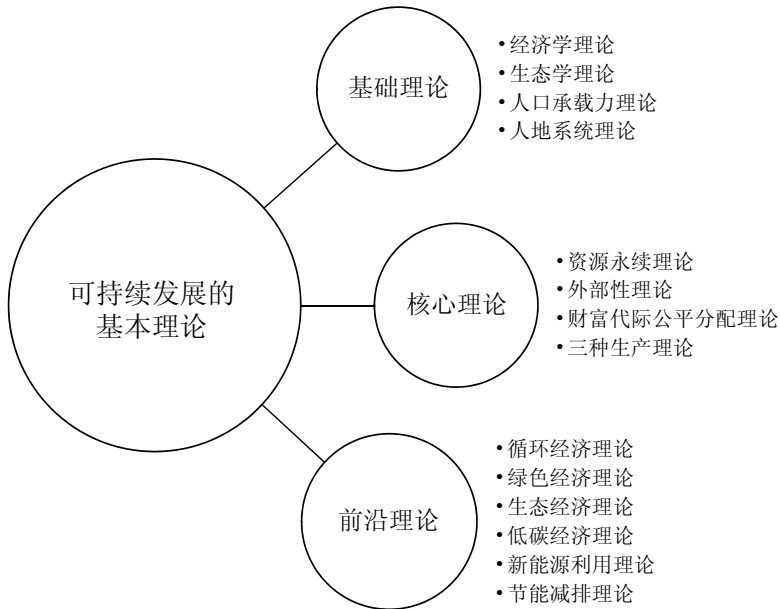 可持续发展的
基本理论
基础理论
•经济学理论
•生态学理论
•人口承载力理论
•人地系统理论
核心理论
•资源永续理论
•外部性理论
•财富代际公平分配理论
•三种生产理论
前沿理论
•循环经济理论
•绿色经济理论
•生态经济理论
•低碳经济理论
•新能源利用理论
•节能减排理论